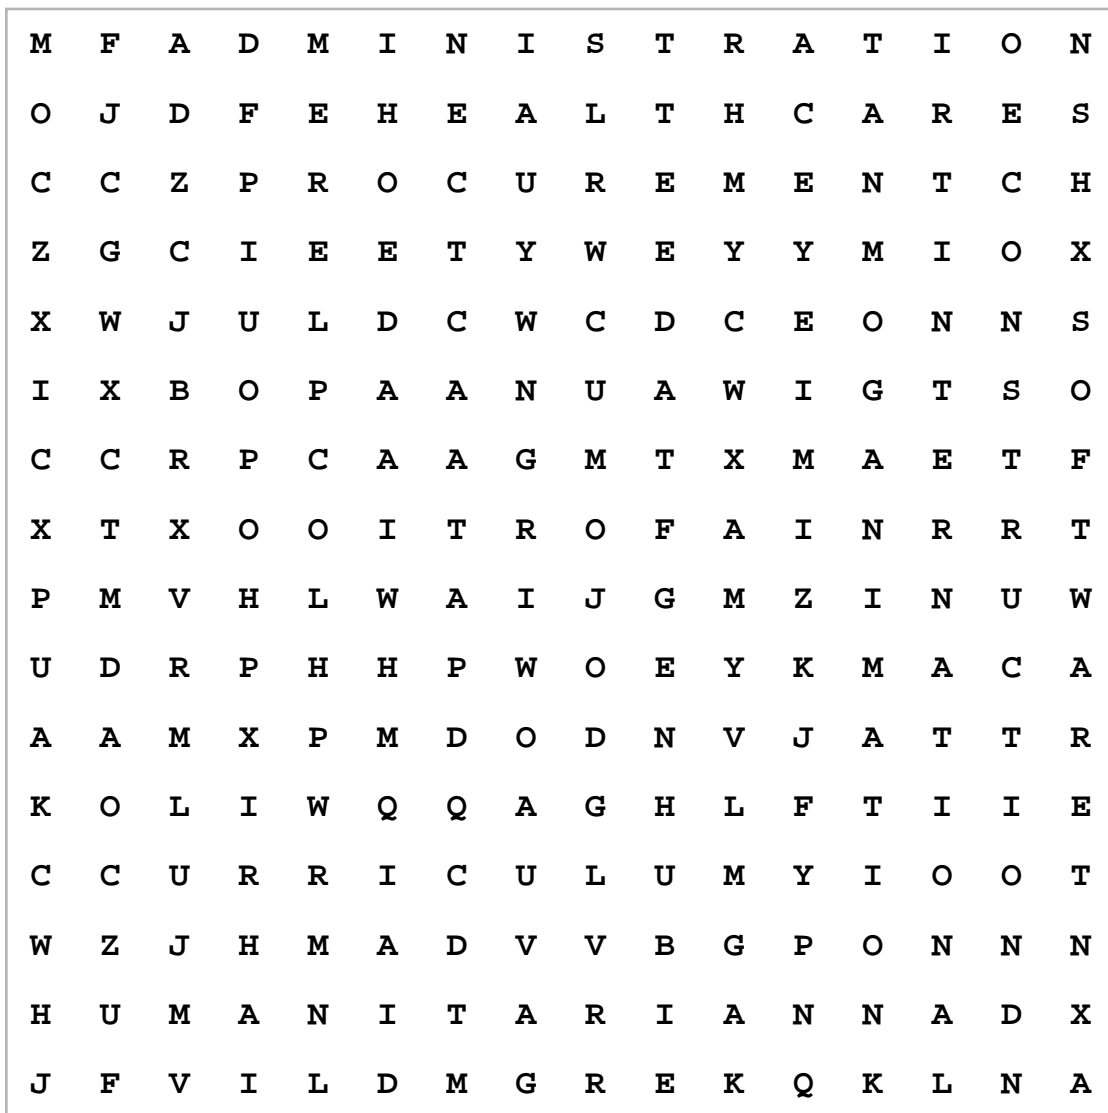 M F A D M I N I S T R A T I O N
O J D F E H E A L T H C A R E S
C C Z P R O C U R E M E N T C H
Z G C I E E T Y W E Y Y M I O X
X W J U L D C W C D C E O N N S
I X B O P A A N U A W I G T S O
C C R P C A A G M T X M A E T F
X T X O O I T R O F A I N R R T
P M V H L W A I J G M Z I N U W
U D R P H H P W O E Y K M A C A
A A M X P M D O D N V J A T T R
K O L I W Q Q A G H L F T I I E
C C U R R I C U L U M Y I O O T
W Z J H M A D V V B G P O N N N
H U M A N I T A R I A N N A D X
J F V I L D M G R E K Q K L N A